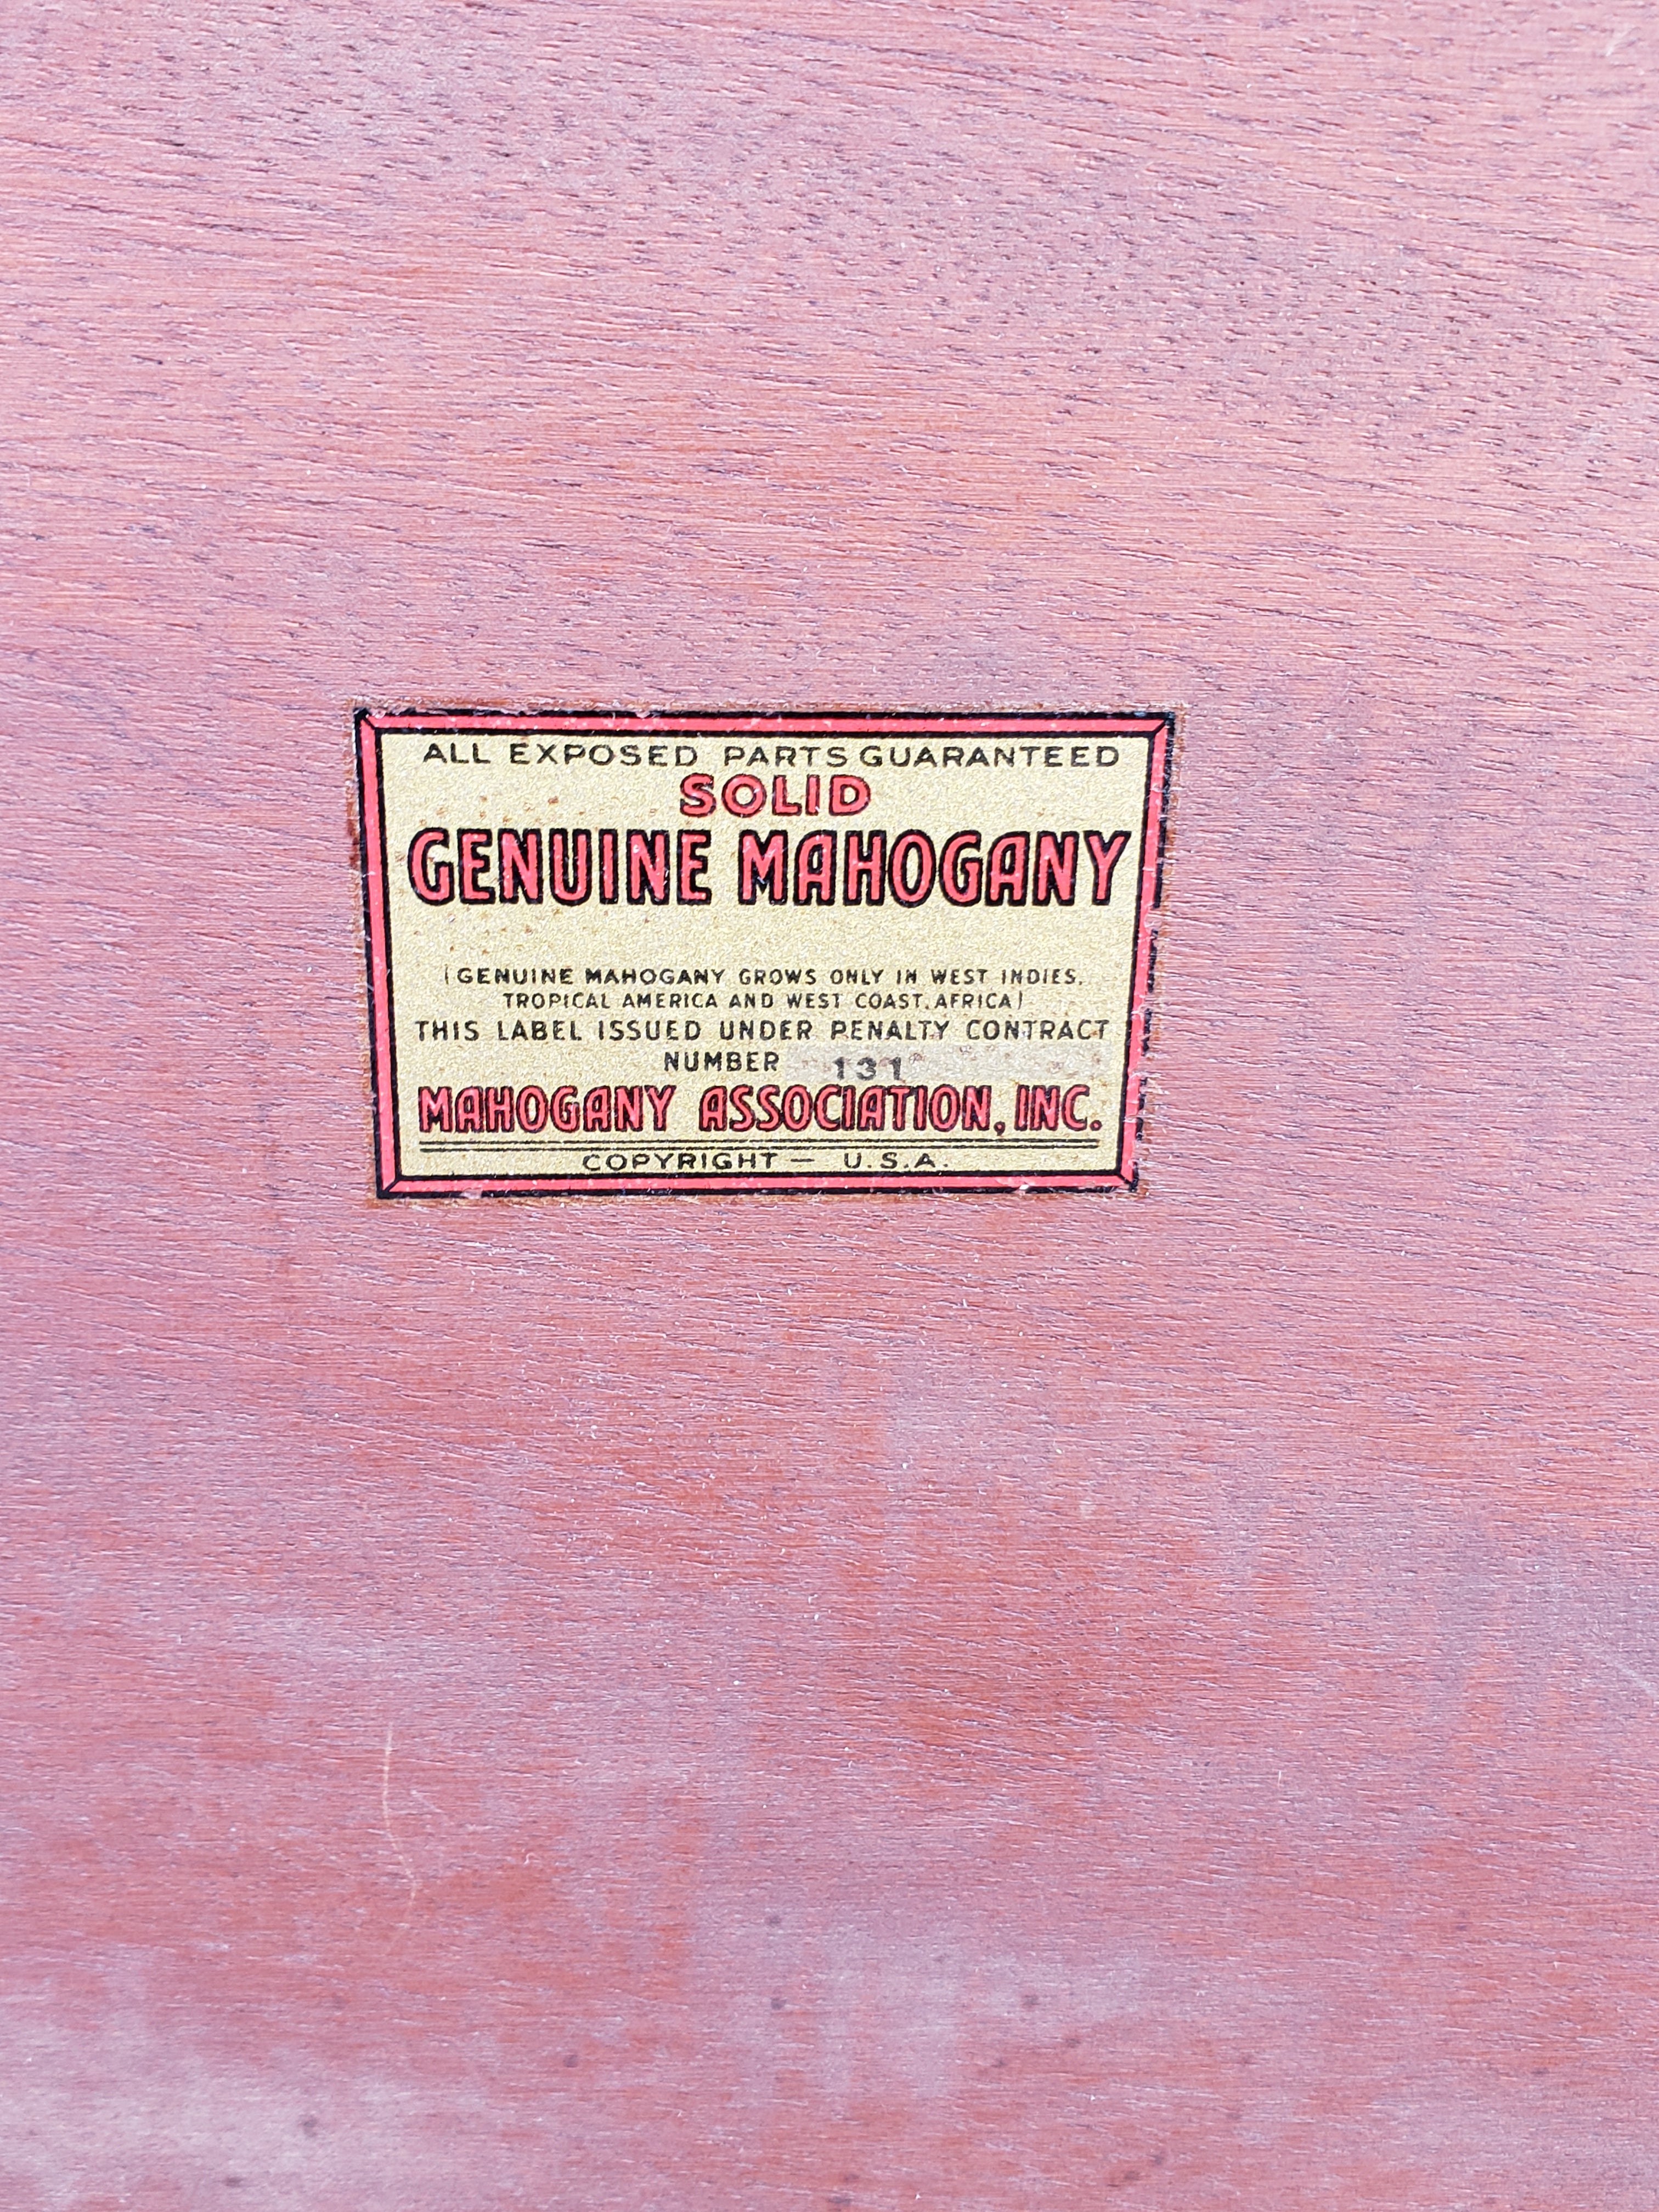 ALL EXPOSED PARTS GUARANTEED
SOLID
GENUINE MAHOGANY
(GENUINE MAHOGANY GROWS ONLY IN WEST INDIES,
TROPICAL AMERICA AND WEST COAST, AFRICA)
THIS LABEL ISSUED UNDER PENALTY CONTRACT
NUMBER 131
MAHOGANY ASSOCIATION, INC.
COPYRIGHT — U.S.A.